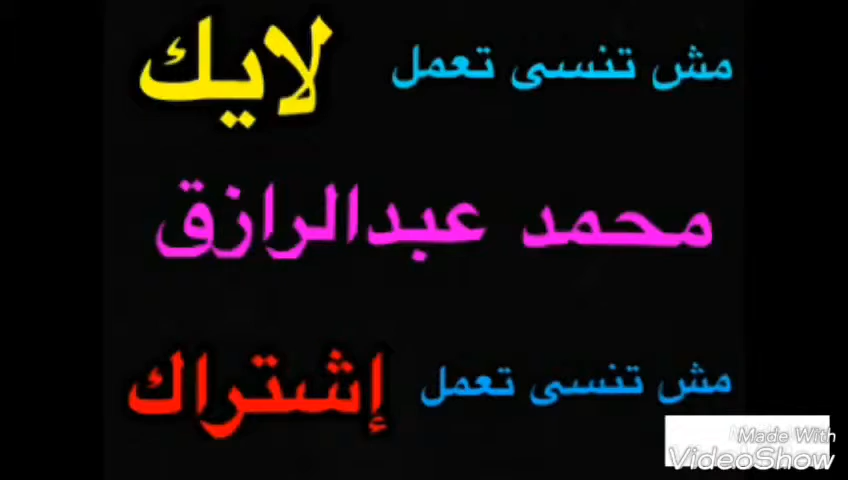 مش تنسى تعمل لايك
محمد عبدالرازق
مش تنسى تعمل إشتراك
Made With
VideoShow